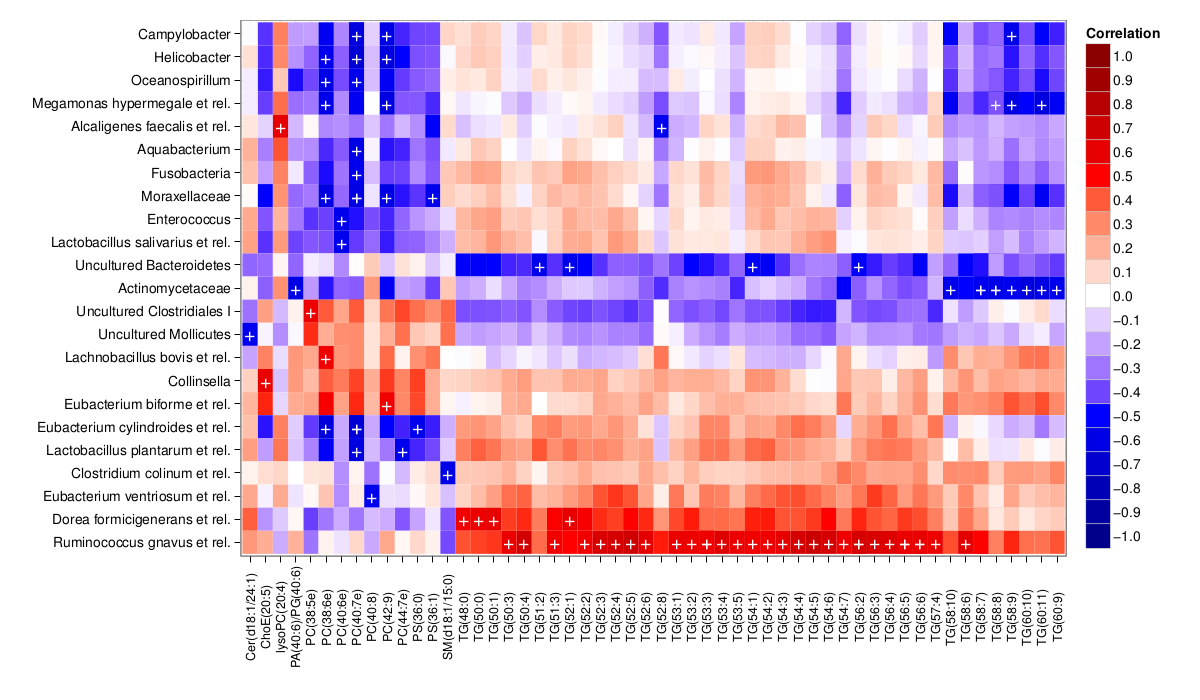 Campylobacter
Helicobacter
Oceanospirillum
Megamonas hypermegale et rel.
Alcaligenes faecalis et rel.
Aquabacterium
Fusobacteria
Moraxellaceae
Enterococcus
Lactobacillus salivarius et rel.
Uncultured Bacteroidetes
Actinomycetaceae
Uncultured Clostridiales I
Uncultured Mollicutes
Lachnobacillus bovis et rel.
Collinsella
Eubacterium biforme et rel.
Eubacterium cylindroides et rel.
Lactobacillus plantarum et rel.
Clostridium colinum et rel.
Eubacterium ventriosum et rel.
Dorea formicigenerans et rel.
Ruminococcus gnavus et rel.
Cer(d18:1/24:1)
ChoE(20:5)
lysoPC(20:4)
PA(40:6)/PG(40:6)
PC(38:5e)
PC(38:6e)
PC(40:6e)
PC(40:7e)
PC(40:8)
PC(42:9)
PC(44:7e)
PS(36:0)
PS(36:1)
SM(d18:1/15:0)
TG(48:0)
TG(50:0)
TG(50:1)
TG(50:3)
TG(50:4)
TG(51:2)
TG(51:3)
TG(52:1)
TG(52:2)
TG(52:3)
TG(52:4)
TG(52:5)
TG(52:6)
TG(52:8)
TG(53:1)
TG(53:2)
TG(53:3)
TG(53:4)
TG(53:5)
TG(54:1)
TG(54:2)
TG(54:3)
TG(54:4)
TG(54:5)
TG(54:6)
TG(54:7)
TG(56:2)
TG(56:3)
TG(56:4)
TG(56:5)
TG(56:6)
TG(57:4)
TG(58:10)
TG(58:6)
TG(58:7)
TG(58:8)
TG(58:9)
TG(60:10)
TG(60:11)
TG(60:9)
Correlation
1.0
0.9
0.8
0.7
0.6
0.5
0.4
0.3
0.2
0.1
0.0
−0.1
−0.2
−0.3
−0.4
−0.5
−0.6
−0.7
−0.8
−0.9
−1.0